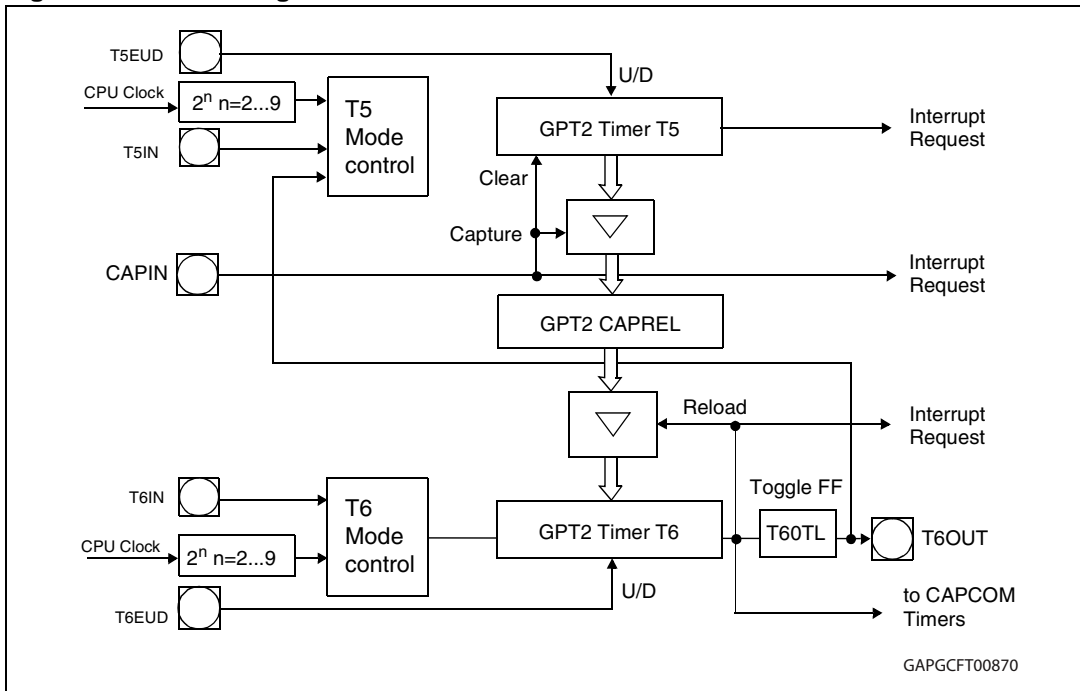 T5EUD
U/D
CPU Clock
2ⁿ n=2...9
T5
Mode
control
GPT2 Timer T5
Interrupt
Request
T5IN
Clear
Capture
CAPIN
Interrupt
Request
GPT2 CAPREL
Reload
Interrupt
Request
T6IN
T6
Mode
control
Toggle FF
GPT2 Timer T6
T60TL
T6OUT
CPU Clock
2ⁿ n=2...9
U/D
T6EUD
to CAPCOM
Timers
GAPGCFT00870